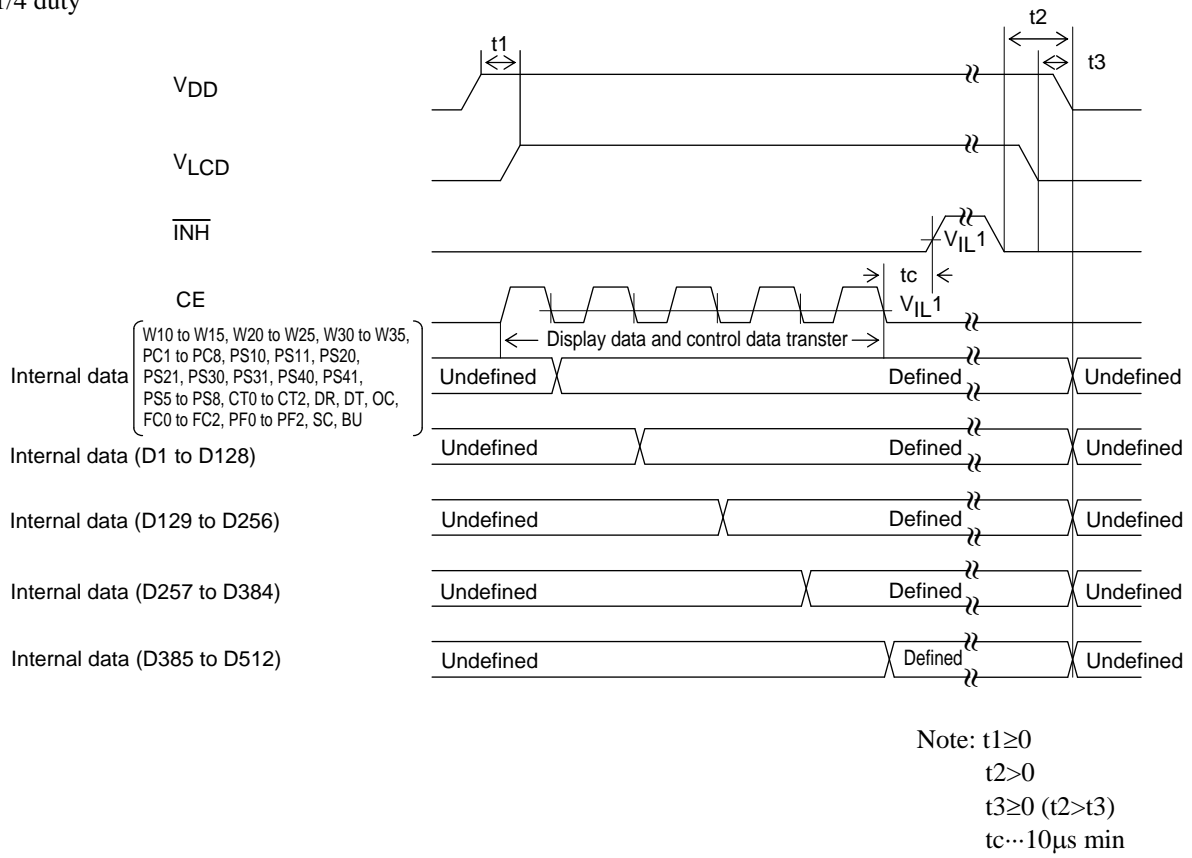 1/4 duty
t2
t1
t3
VDD
VLCD
INH
VIL1
tc
CE
VIL1
Display data and control data transter
W10 to W15, W20 to W25, W30 to W35,
PC1 to PC8, PS10, PS11, PS20,
PS21, PS30, PS31, PS40, PS41,
PS5 to PS8, CT0 to CT2, DR, DT, OC,
FC0 to FC2, PF0 to PF2, SC, BU
Internal data
Undefined
Defined
Undefined
Internal data (D1 to D128)
Undefined
Defined
Undefined
Internal data (D129 to D256)
Undefined
Defined
Undefined
Internal data (D257 to D384)
Undefined
Defined
Undefined
Internal data (D385 to D512)
Undefined
Defined
Undefined
Note: t1≥0
t2>0
t3≥0 (t2>t3)
tc···10µs min